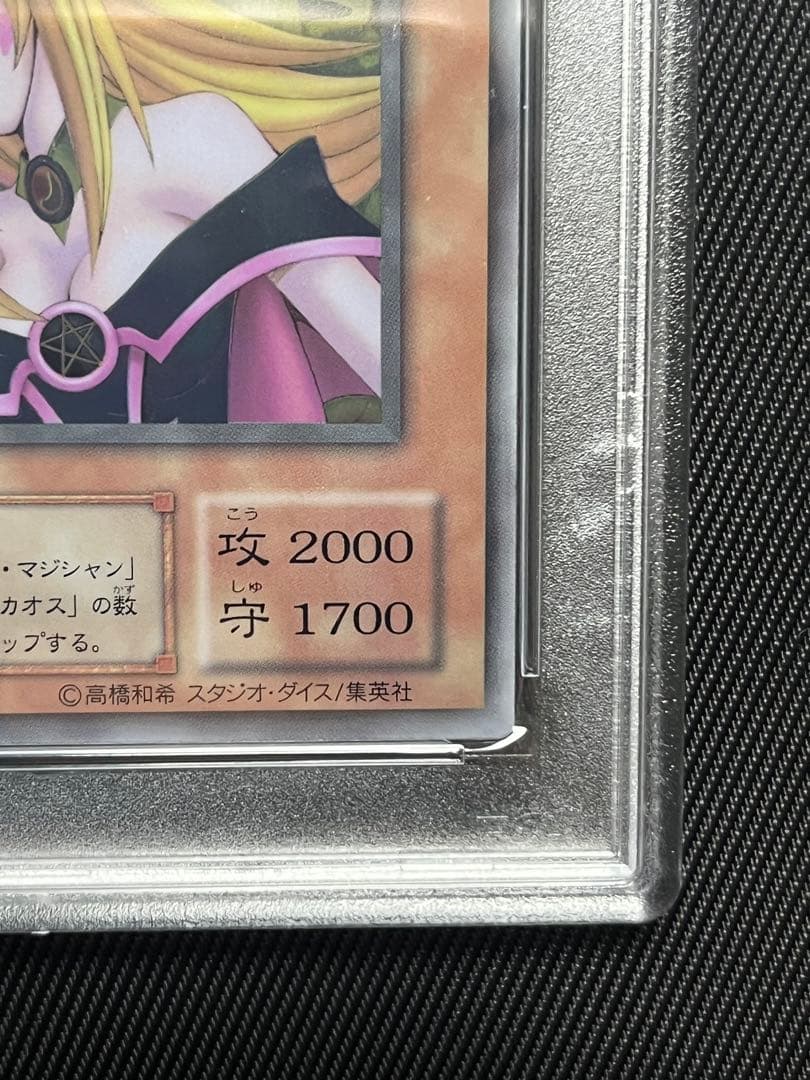 ・マジシャン」
カオス」の数
かず
ップする。
こう
攻 2000
しゅ
守 1700
©高橋和希 スタジオ・ダイス/集英社